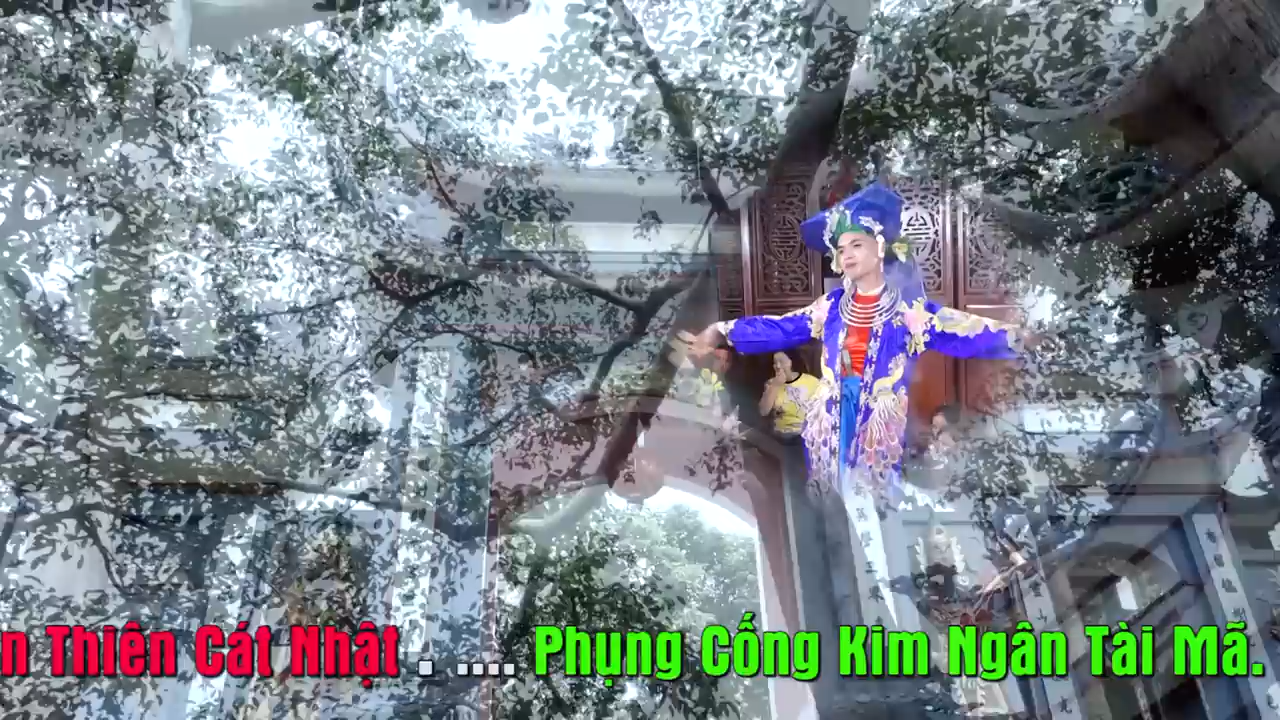 n Thiên Cát Nhật . .... Phụng Cống Kim Ngân Tài Mã.